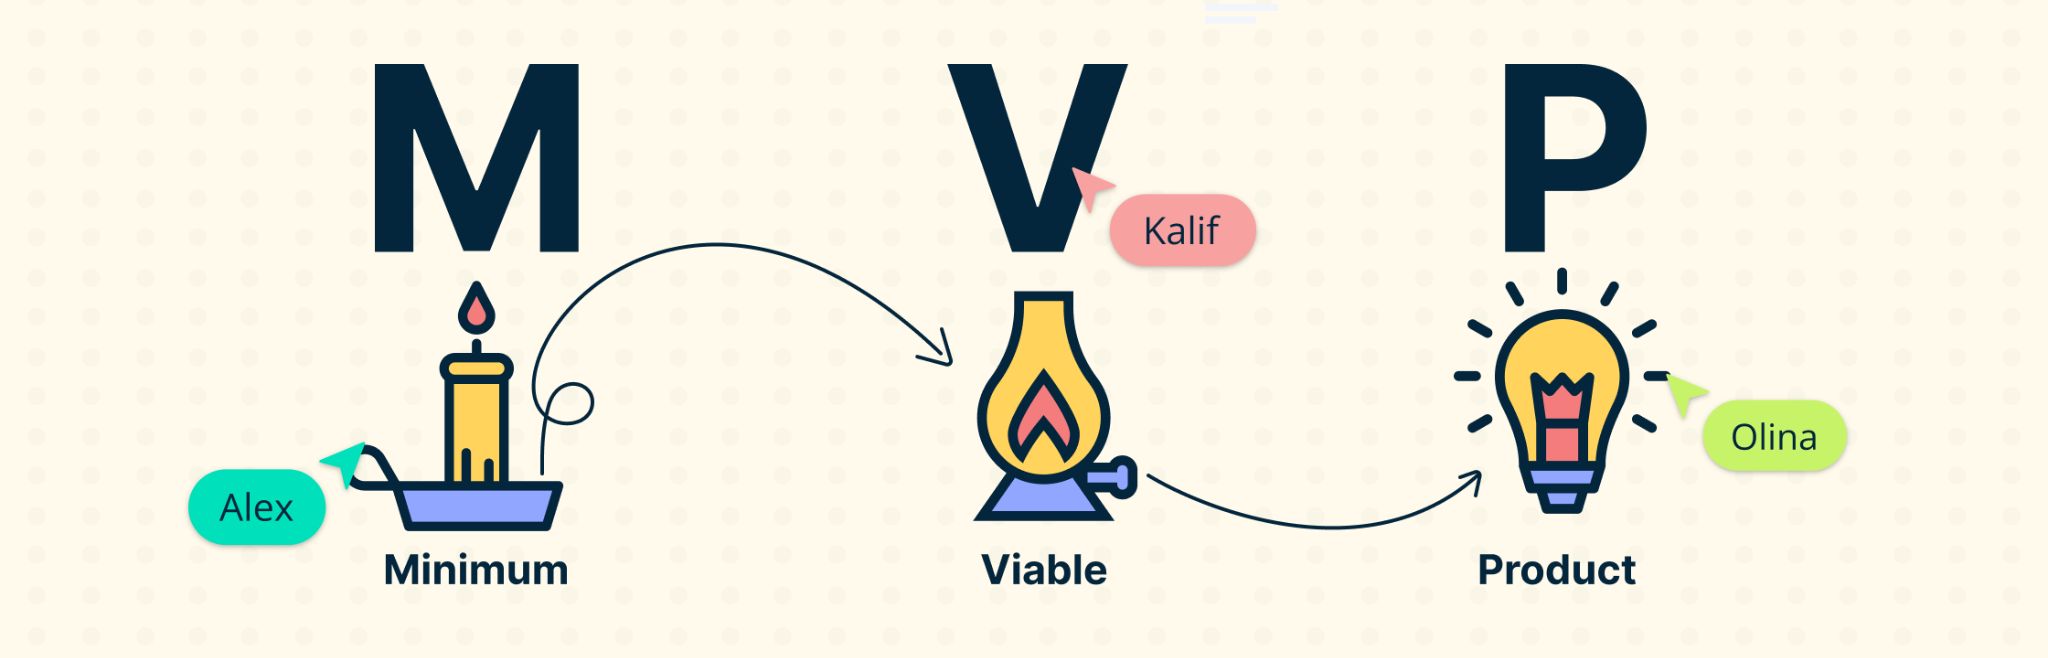 M
V
P
Kalif
Olina
Alex
Minimum
Viable
Product